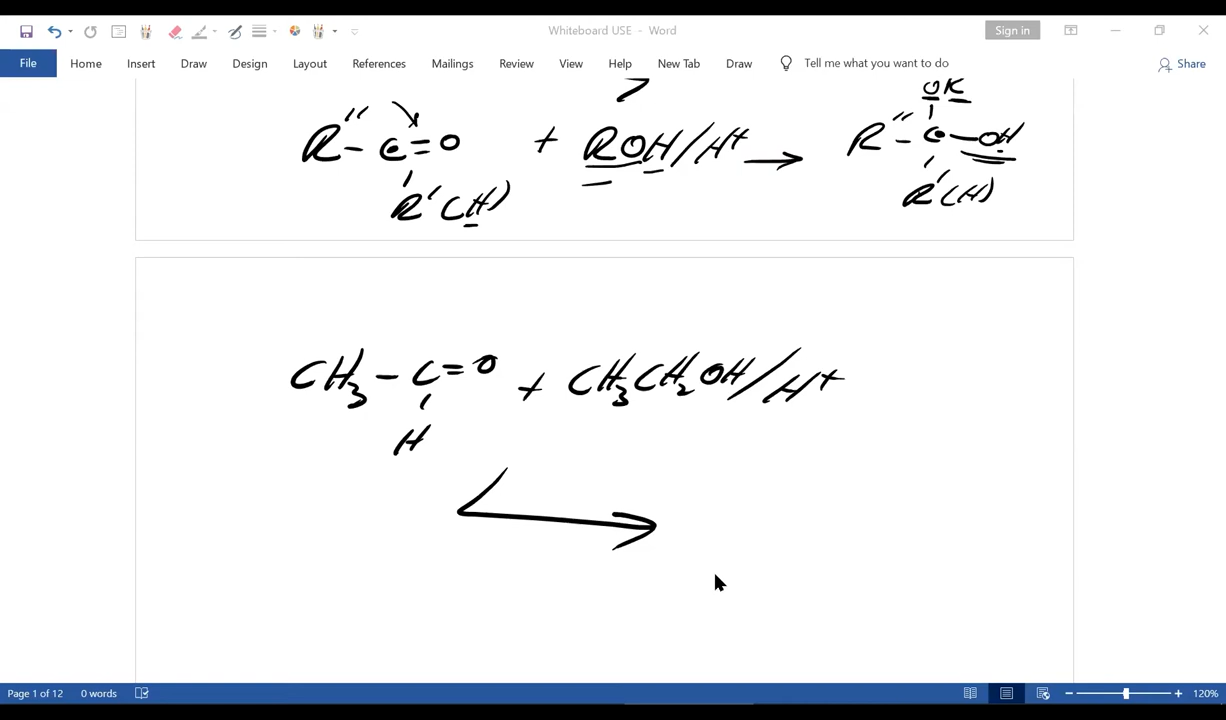 Whiteboard USE - Word
Sign in
File Home Insert Draw Design Layout References Mailings Review View Help New Tab Draw Tell me what you want to do Share
OR
R'' - C = O + ROH/H+ → R'' - C - OH
R'(H) R'(H)
CH3 - C = O + CH3CH2OH/H+
H
Page 1 of 12 0 words 120%